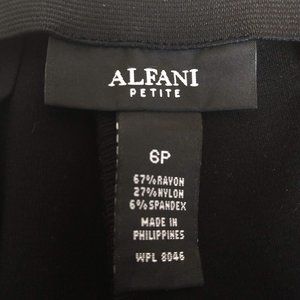 ALFANI
PETITE
6P
67%RAYON
27%NYLON
6%SPANDEX
MADE IN
PHILIPPINES
WPL 8046